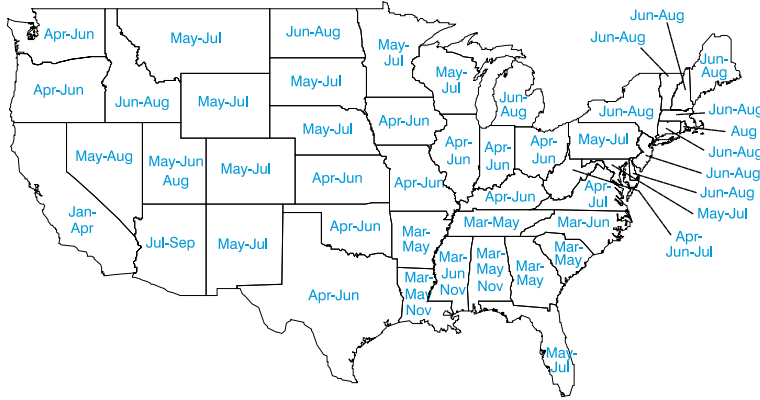 Jun-Aug
Jun-Aug
Apr-Jun
May-Jul
Jun-Aug
May-
Jul
Jun-
Aug
May-
Jul
Apr-Jun
Jun-Aug
May-Jul
May-Jul
Jun-
Aug
Jun-Aug
Jun-Aug
Aug
May-Jul
Apr-Jun
May-Jul
Jun-Aug
May-Aug
May-Jun
Aug
May-Jul
Apr-
Jun
Apr-
Jun
Apr-
Jun
Jun-Aug
Apr-Jun
Apr-
Jun
Apr-Jun
Apr-
Jul
Jun-Aug
May-Jul
Jan-
Apr
Jul-Sep
May-Jul
Apr-Jun
Mar-
May
Mar-May
Mar-Jun
Apr-
Jun-Jul
Mar-
May
Mar-
Jun
Nov
Mar-
May
Nov
Mar-
May
Apr-Jun
Mar-
May
Nov
May-
Jul